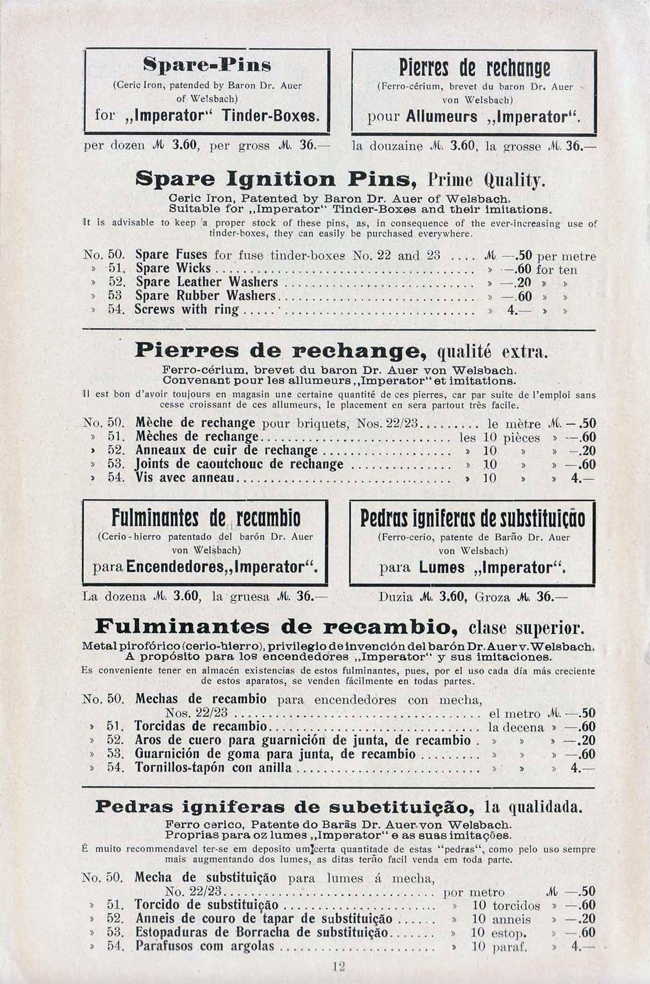 Spare-Pins
(Ceric Iron, patended by Baron Dr. Auer
of Welsbach)
for „Imperator" Tinder-Boxes.
per dozen ℳ 3.60, per gross ℳ. 36.—
Pierres de rechange
(Ferro-cérium, brevet du baron Dr. Auer
von Welsbach)
pour Allumeurs „Imperator".
la douzaine ℳ. 3.60, la grosse ℳ. 36.—
Spare Ignition Pins, Prime Quality.
Ceric Iron, Patented by Baron Dr. Auer of Welsbach.
Suitable for „Imperator" Tinder-Boxes and their imitations.
It is advisable to keep a proper stock of these pins, as, in consequence of the ever-increasing use of
tinder-boxes, they can easily be purchased everywhere.
No. 50. Spare Fuses for fuse tinder-boxes No. 22 and 23 .... ℳ —.50 per metre
» 51. Spare Wicks .................... » —.60 for ten
» 52. Spare Leather Washers .................... » —.20 » »
» 53 Spare Rubber Washers .................... » — 60 » »
» 54. Screws with ring .................... » 4.— » »
Pierres de rechange, qualité extra.
Ferro-cérium, brevet du baron Dr. Auer von Welsbach.
Convenant pour les allumeurs „Imperator" et imitations.
Il est bon d'avoir toujours en magasin une certaine quantité de ces pierres, car par suite de l'emploi sans
cesse croissant de ces allumeurs, le placement en sera partout très facile.
No. 50. Mèche de rechange pour briquets, Nos. 22/23 ......... le mètre ℳ. —.50
» 51. Mèches de rechange .................... les 10 pièces » —.60
» 52. Anneaux de cuir de rechange .................... » 10 » » —.20
» 53. Joints de caoutchouc de rechange .................... » 10 » » —.60
» 54. Vis avec anneau .................... » 10 » » 4.—
Fulminantes de recambio
(Cerio-hierro patentado del barón Dr. Auer
von Welsbach)
para Encendedores„Imperator".
La dozena ℳ. 3.60, la gruesa ℳ. 36.—
Pedras igniferas de substituição
(Ferro-cerio, patente de Barão Dr. Auer
von Welsbach)
para Lumes „Imperator".
Duzia ℳ. 3.60, Groza ℳ. 36.—
Fulminantes de recambio, clase superior.
Metal pirofórico (cerio-hierro), privilegio de invención del barón Dr. Auer v. Welsbach.
A propósito para los encendedores „Imperator" y sus imitaciones.
Es conveniente tener en almacén existencias de estos fulminantes, pues, por el uso cada día más creciente
de estos aparatos, se venden fácilmente en todas partes.
No. 50. Mechas de recambio para encendedores con mecha,
Nos. 22/23 .................... el metro ℳ. —.50
» 51. Torcidas de recambio .................... la decena » —.60
» 52. Aros de cuero para guarnición de junta, de recambio . » » » —.20
» 53. Guarnición de goma para junta, de recambio ........ » » » —.60
» 54. Tornillos-tapón con anilla .................... » » » 4.—
Pedras igniferas de subetituição, la qualidada.
Ferro cerico, Patente do Barãs Dr. Auer von Welbach.
Proprias para oz lumes „Imperator" e as suas imitações.
É muito recommendavel ter-se em deposito um certa quantitade de estas "pedras", como pelo uso sempre
mais augmentando dos lumes, as ditas terão facil venda em toda parte.
No. 50. Mecha de substituição para lumes á mecha,
No. 22/23 .................... por metro ℳ —.50
» 51. Torcido de substituição .................... » 10 torcidos » —.60
» 52. Anneis de couro de tapar de substituição ...... » 10 anneis » —.20
» 53. Estopaduras de Borracha de substituição ....... » 10 estop. » —.60
» 54. Parafusos com argolas .................... » 10 paraf. » 4.—
12